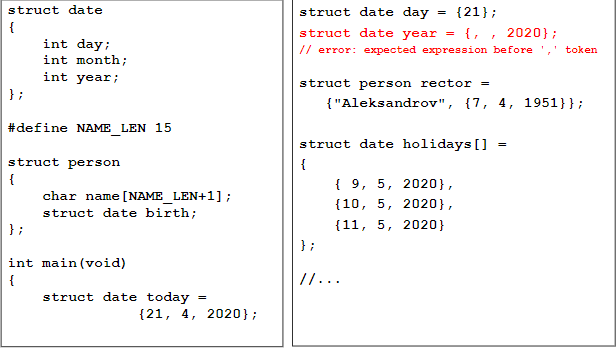 struct date
{
    int day;
    int month;
    int year;
};
#define NAME_LEN 15
struct person
{
    char name[NAME_LEN+1];
    struct date birth;
};
int main(void)
{
    struct date today =
               {21, 4, 2020};
struct date day = {21};
struct date year = {, , 2020};
// error: expected expression before ',' token
struct person rector =
   {"Aleksandrov", {7, 4, 1951}};
struct date holidays[] =
{
    { 9, 5, 2020},
    {10, 5, 2020},
    {11, 5, 2020}
};
//...